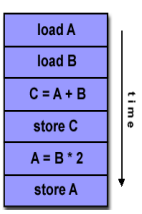 load A
load B
C = A + B
store C
A = B * 2
store A
time